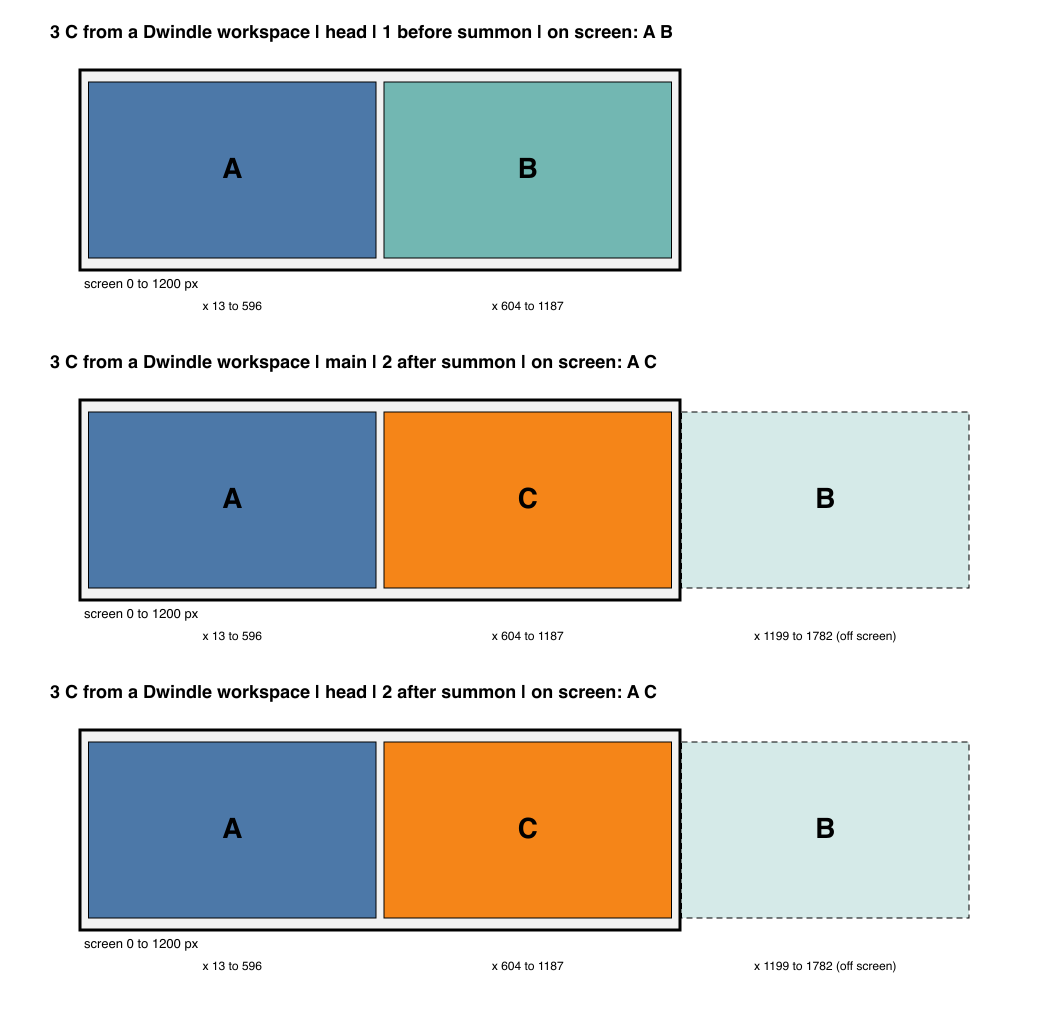 3 C from a Dwindle workspace | head | 1 before summon | on screen: A B
A B
screen 0 to 1200 px
x 13 to 596 x 604 to 1187
3 C from a Dwindle workspace | main | 2 after summon | on screen: A C
A C B
screen 0 to 1200 px
x 13 to 596 x 604 to 1187 x 1199 to 1782 (off screen)
3 C from a Dwindle workspace | head | 2 after summon | on screen: A C
A C B
screen 0 to 1200 px
x 13 to 596 x 604 to 1187 x 1199 to 1782 (off screen)